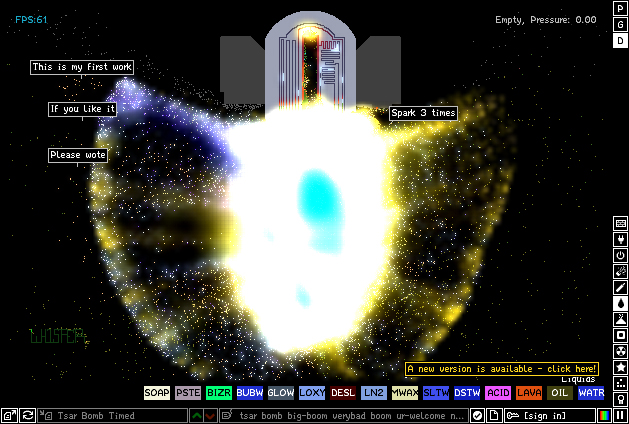 FPS:61
Empty, Pressure: 0.00
P
G
D
This is my first work
If you like it
Spark 3 times
Please wote
A new version is available - click here!
Liquids
SOAP PSTE BIZR BUBW GLOW LOXY DESL LN2 MWAX SLTW DSTW ACID LAVA OIL WATR
Tsar Bomb Timed
tsar bomb big-boom verybad boom ur-welcome n...
[sign in]